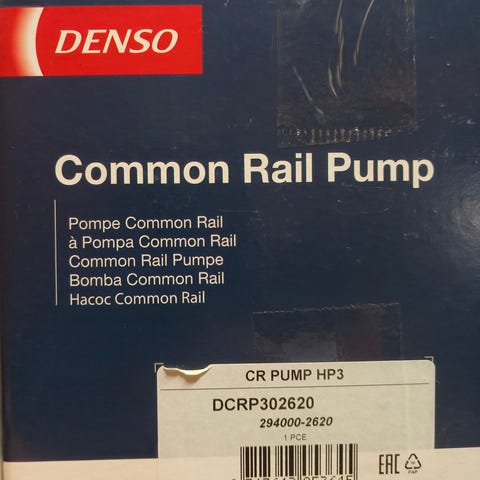 DENSO
Common Rail Pump
Pompe Common Rail
à Pompa Common Rail
Common Rail Pumpe
Bomba Common Rail
Насос Common Rail
CR PUMP HP3
DCRP302620
294000-2620
1 PCE
EAC
PAP